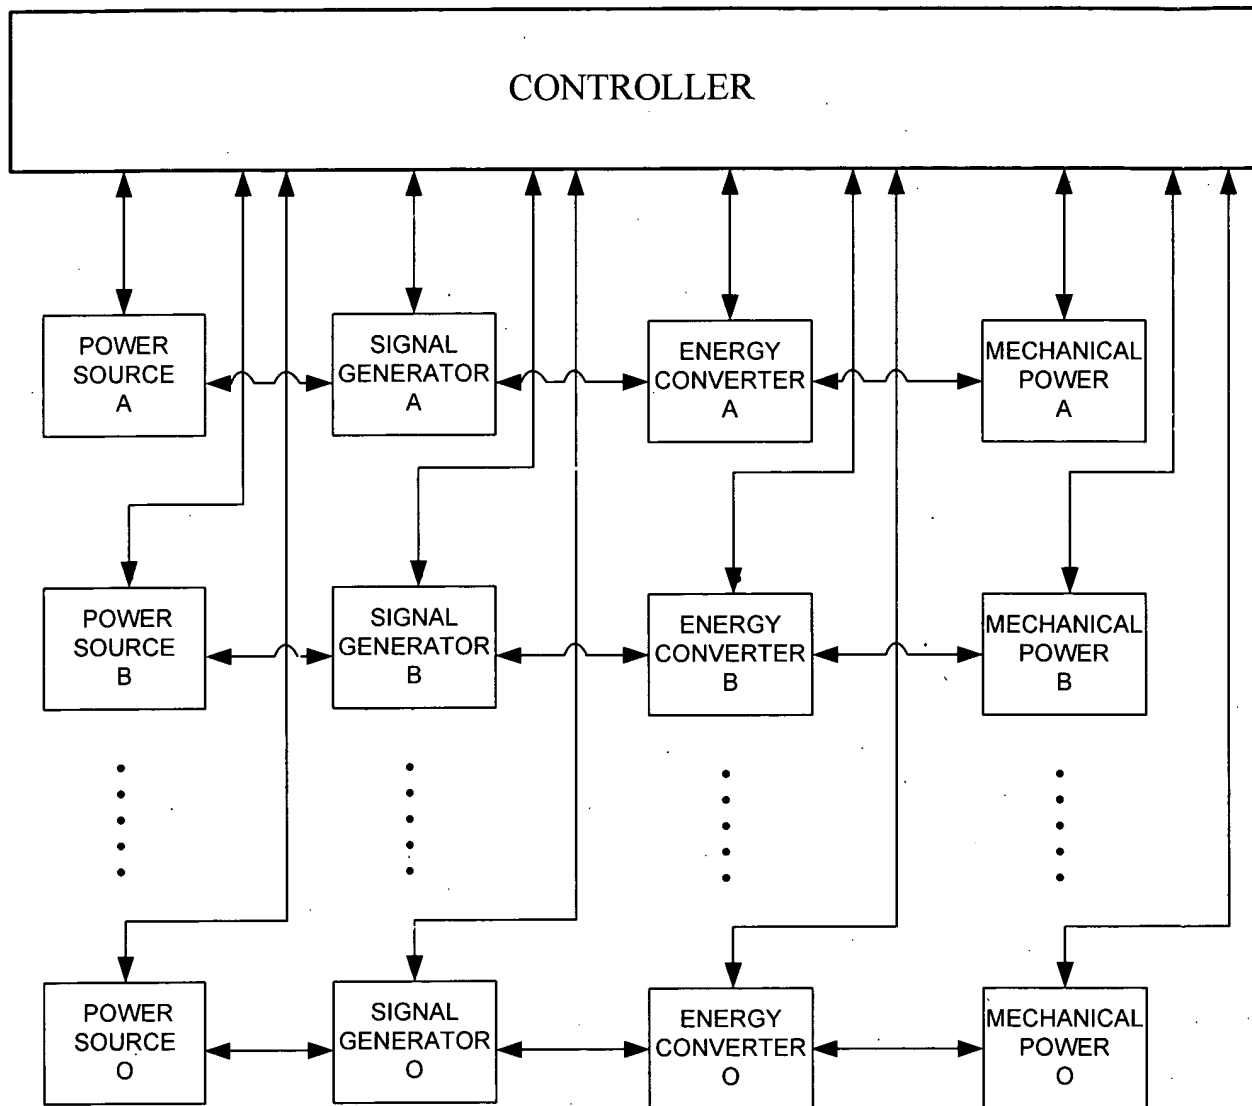 CONTROLLER
POWER
SOURCE
A
SIGNAL
GENERATOR
A
ENERGY
CONVERTER
A
MECHANICAL
POWER
A
POWER
SOURCE
B
SIGNAL
GENERATOR
B
ENERGY
CONVERTER
B
MECHANICAL
POWER
B
POWER
SOURCE
O
SIGNAL
GENERATOR
O
ENERGY
CONVERTER
O
MECHANICAL
POWER
O